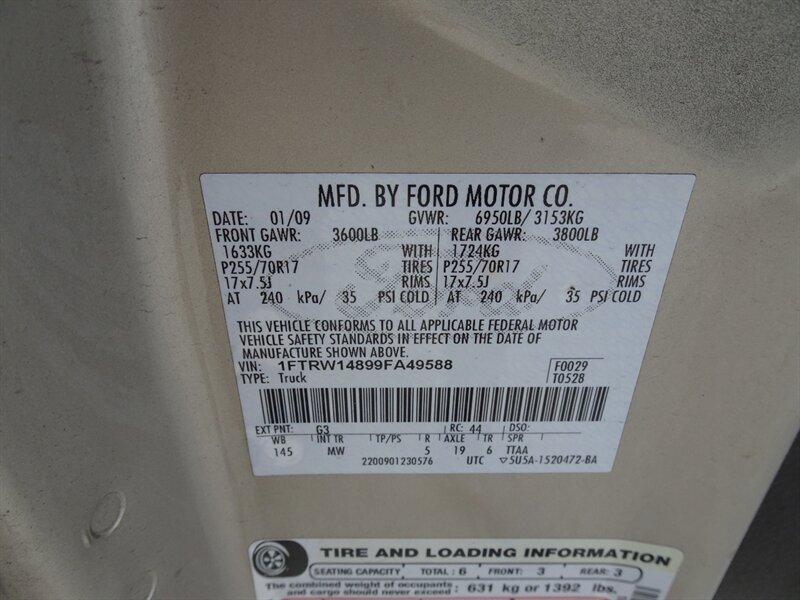 MFD. BY FORD MOTOR CO.
DATE: 01/09 GVWR: 6950LB/ 3153KG
FRONT GAWR: 3600LB REAR GAWR: 3800LB
1633KG WITH 1724KG WITH
P255/70R17 TIRES P255/70R17 TIRES
17x7.5J RIMS 17x7.5J RIMS
AT 240 kPa/ 35 PSI COLD AT 240 kPa/ 35 PSI COLD
Ford
THIS VEHICLE CONFORMS TO ALL APPLICABLE FEDERAL MOTOR
VEHICLE SAFETY STANDARDS IN EFFECT ON THE DATE OF
MANUFACTURE SHOWN ABOVE.
VIN: 1FTRW14899FA49588 F0029
TYPE: Truck T0528
EXT PNT: G3 RC: 44 DSO:
WB INT TR TP/PS R AXLE TR SPR
145 MW 5 19 6 TTAA
2200901230576 UTC ▽5U5A-1520472-BA
TIRE AND LOADING INFORMATION
SEATING CAPACITY TOTAL : 6 FRONT: 3 REAR: 3
The combined weight of occupants : 631 kg or 1392 lbs.
and cargo should never exceed